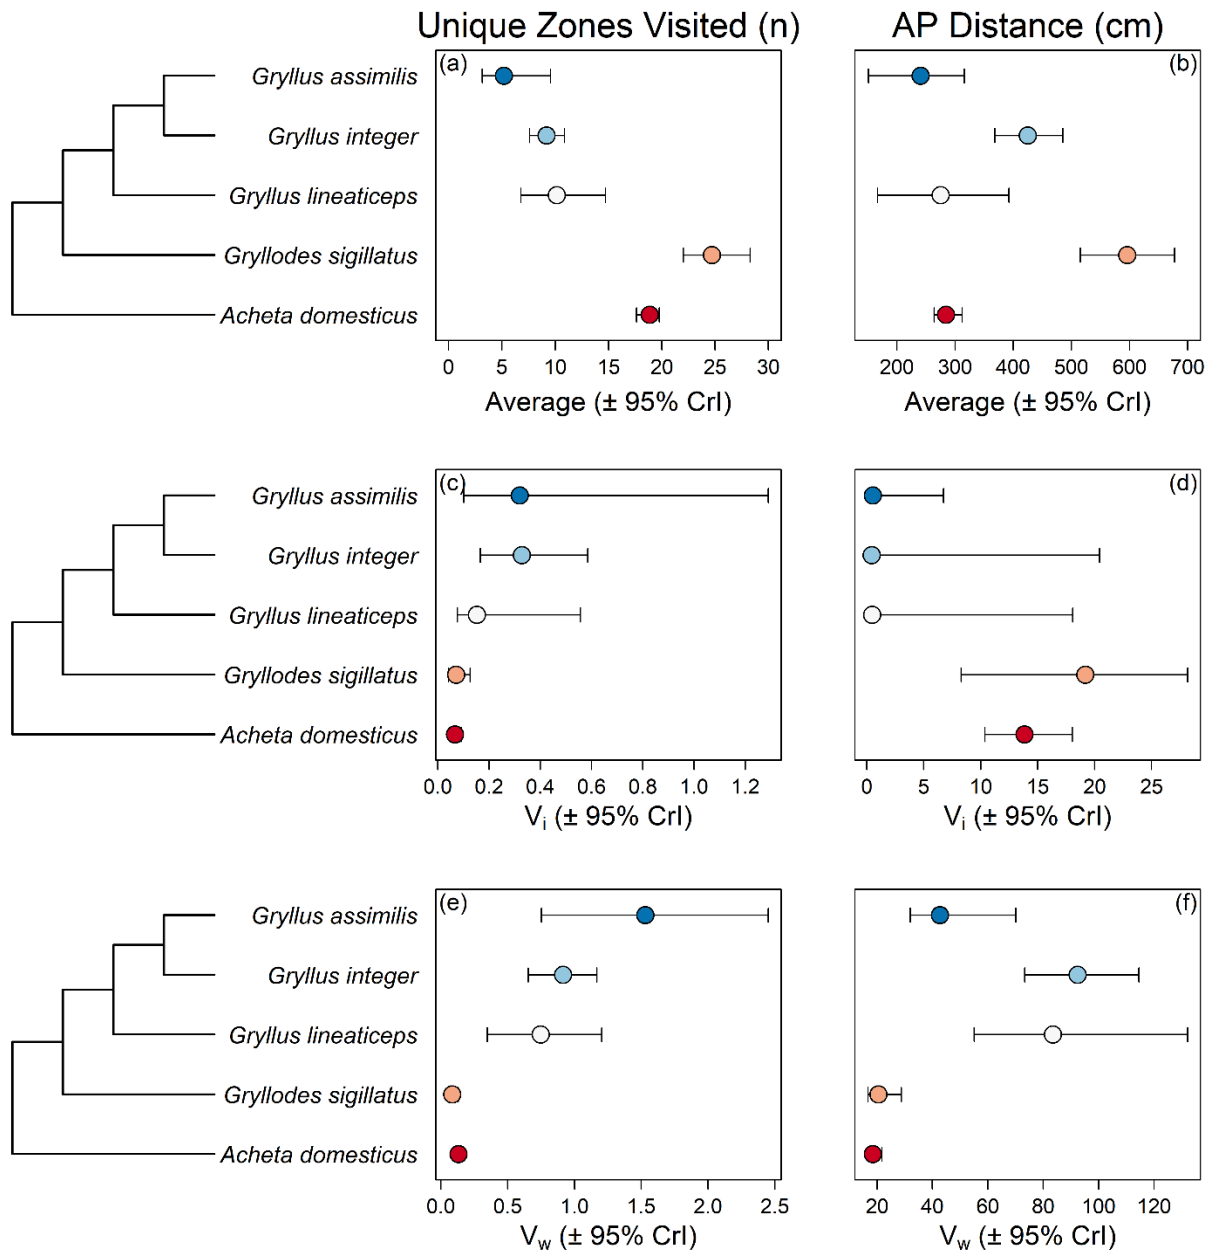 Unique Zones Visited (n) AP Distance (cm)
(a) (b)
Gryllus assimilis
Gryllus integer
Gryllus lineaticeps
Gryllodes sigillatus
Acheta domesticus
0 5 10 15 20 25 30 200 300 400 500 600 700
Average (± 95% CrI) Average (± 95% CrI)
(c) (d)
Gryllus assimilis
Gryllus integer
Gryllus lineaticeps
Gryllodes sigillatus
Acheta domesticus
0.0 0.2 0.4 0.6 0.8 1.0 1.2 0 5 10 15 20 25
Vi (± 95% CrI) Vi (± 95% CrI)
(e) (f)
Gryllus assimilis
Gryllus integer
Gryllus lineaticeps
Gryllodes sigillatus
Acheta domesticus
0.0 0.5 1.0 1.5 2.0 2.5 20 40 60 80 100 120
Vw (± 95% CrI) Vw (± 95% CrI)